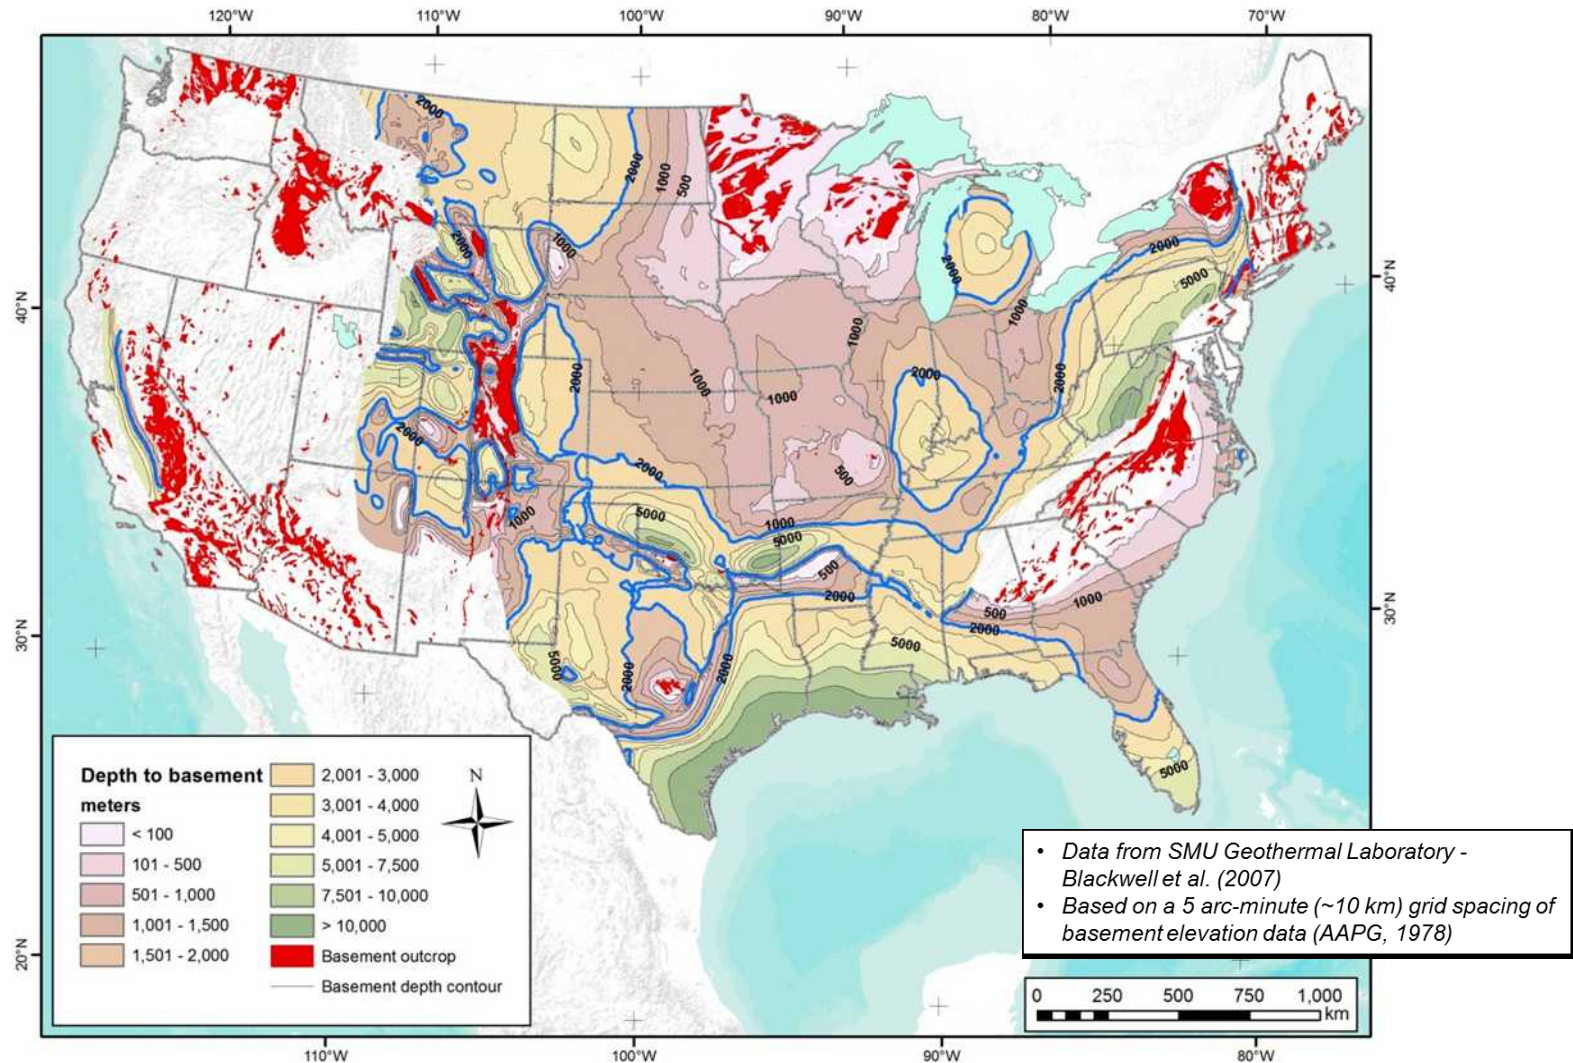 120°W 110°W 100°W 90°W 80°W 70°W
2000
2000
1000
500
2000
1000
2000
2000
5000
40°N
40°N
1000
1000
2000
2000
1000
1000
2000
2000
500
2000
1000
5000
1000
5000
500
2000
500
1000
2000
30°N
30°N
5000
2000
2000
5000
5000
Depth to basement
meters
< 100
101 - 500
501 - 1,000
1,001 - 1,500
1,501 - 2,000
2,001 - 3,000
3,001 - 4,000
4,001 - 5,000
5,001 - 7,500
7,501 - 10,000
> 10,000
Basement outcrop
Basement depth contour
N
• Data from SMU Geothermal Laboratory -
Blackwell et al. (2007)
• Based on a 5 arc-minute (~10 km) grid spacing of
basement elevation data (AAPG, 1978)
20°N
0 250 500 750 1,000
km
110°W 100°W 90°W 80°W